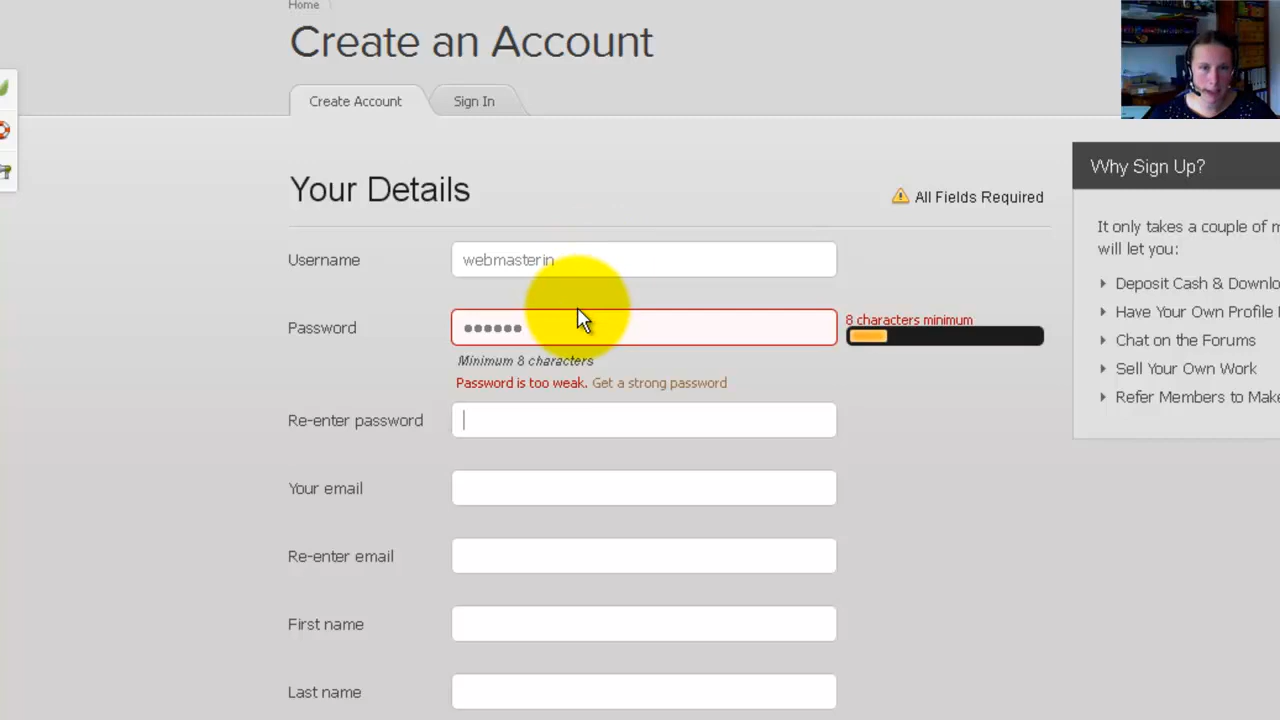 Home
Create an Account
Create Account
Sign In
Your Details
All Fields Required
Username
webmasterin
Password
8 characters minimum
Minimum 8 characters
Password is too weak. Get a strong password
Re-enter password
Your email
Re-enter email
First name
Last name
Why Sign Up?
It only takes a couple of
will let you:
Deposit Cash &
Have Your Own Profile
Chat on the Forums
Sell Your Own Work
Refer Members to